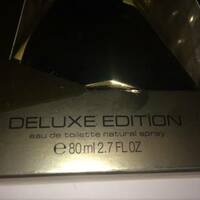 DELUXE EDITION
eau de toilette natural spray
℮ 80 ml 2.7 FL OZ